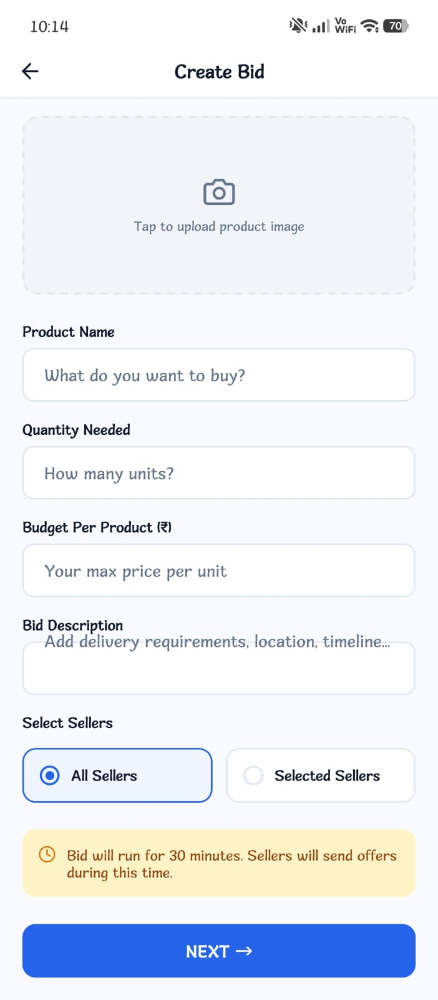 10:14
Vo
WiFi
70
Create Bid
Tap to upload product image
Product Name
What do you want to buy?
Quantity Needed
How many units?
Budget Per Product (₹)
Your max price per unit
Bid Description
Add delivery requirements, location, timeline...
Select Sellers
All Sellers
Selected Sellers
Bid will run for 30 minutes. Sellers will send offers
during this time.
NEXT →